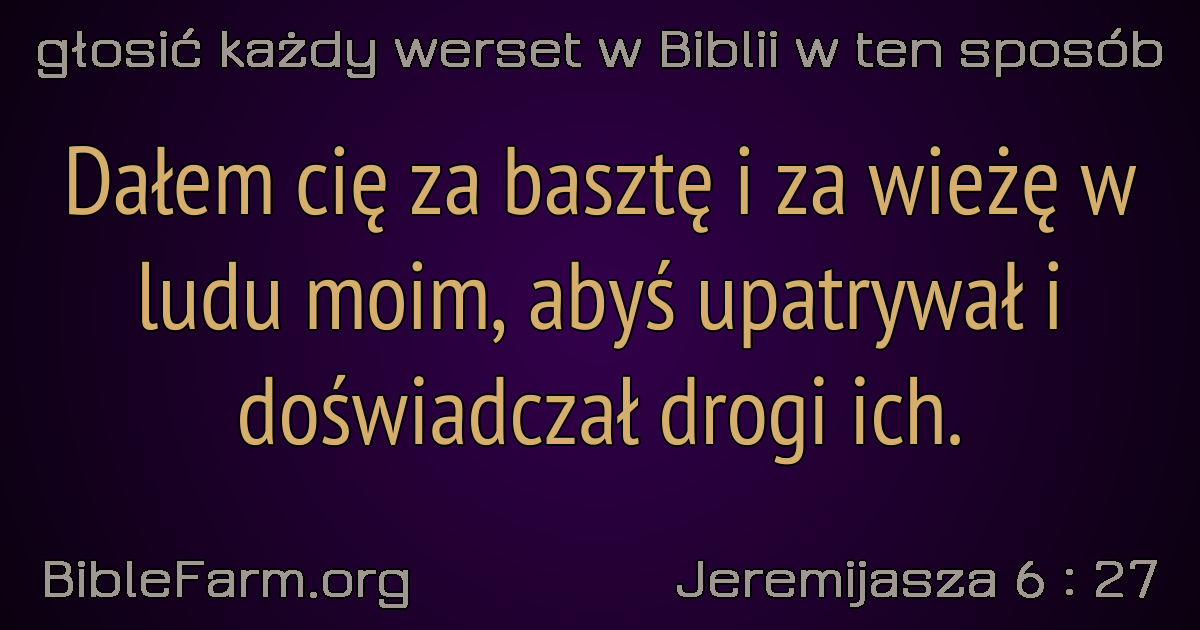 głosić każdy werset w Biblii w ten sposób
Dałem cię za basztę i za wieżę w
ludu moim, abyś upatrywał i
doświadczał drogi ich.
BibleFarm.org
Jeremijasza 6 : 27